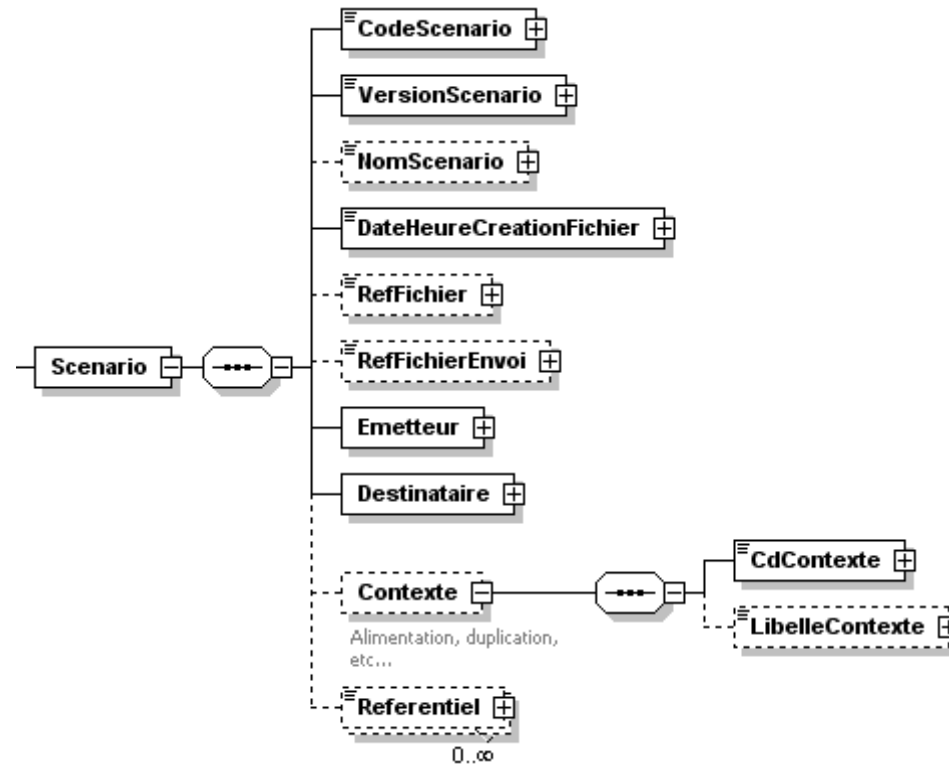 CodeScenario
VersionScenario
NomScenario
DateHeureCreationFichier
RefFichier
RefFichierEnvoi
Scenario
Emetteur
Destinataire
Contexte
Alimentation, duplication,
etc...
CdContexte
LibelleContexte
Referentiel
0..∞